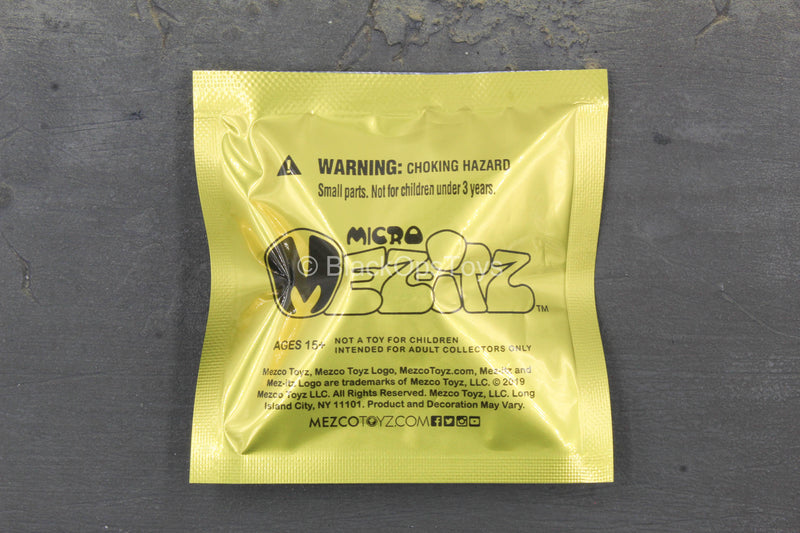 WARNING: CHOKING HAZARD
Small parts. Not for children under 3 years.
MICRO
MEZ-ITZ™
© BlackOpsToys
AGES 15+
NOT A TOY FOR CHILDREN
INTENDED FOR ADULT COLLECTORS ONLY
Mezco Toyz, Mezco Toyz Logo, MezcoToyz.com, Mez-Itz and
Mez-Itz Logo are trademarks of Mezco Toyz, LLC. © 2019
Mezco Toyz LLC. All Rights Reserved. Mezco Toyz, LLC. Long
Island City, NY 11101. Product and Decoration May Vary.
MEZCOTOYZ.COM